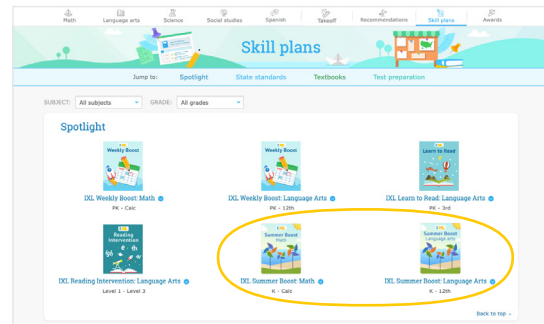 Math Language arts Science Social studies Spanish Takeoff Recommendations Skill plans Awards
Skill plans
Jump to: Spotlight State standards Textbooks Test preparation
SUBJECT: All subjects GRADE: All grades
Spotlight
Weekly Boost
Weekly Boost
Learn to Read
IXL Weekly Boost: Math
IXL Weekly Boost: Language Arts
IXL Learn to Read: Language Arts
PK - Calc
PK - 12th
PK - 3rd
Reading
Intervention
Summer Boost
Math
Summer Boost
Language arts
IXL Reading Intervention: Language Arts
IXL Summer Boost: Math
IXL Summer Boost: Language Arts
Level 1 - Level 3
K - Calc
K - 12th
Back to top